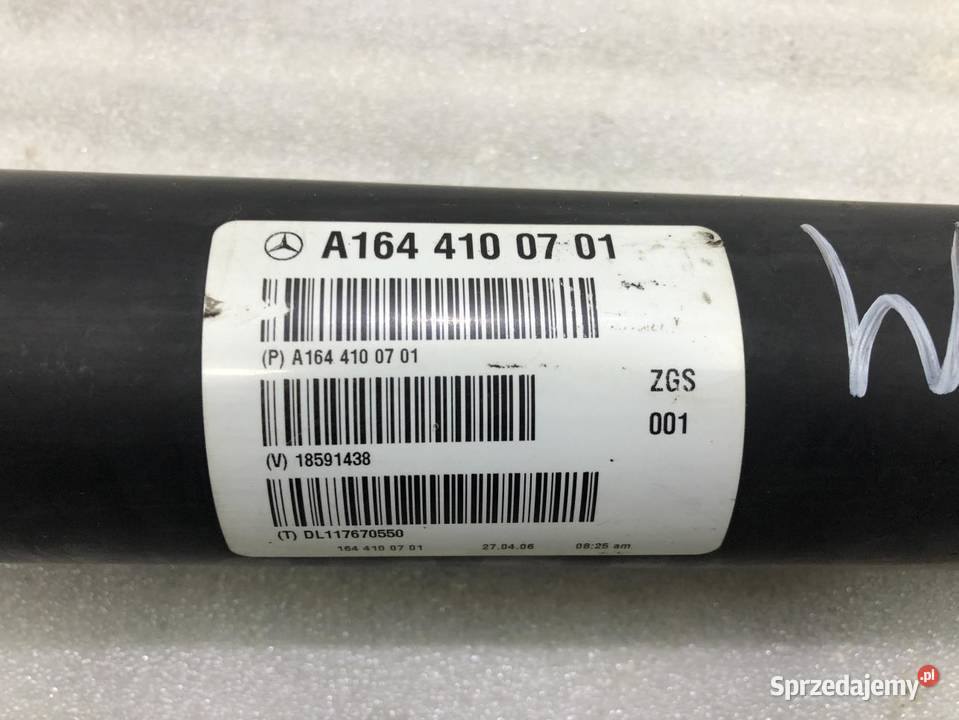 A164 410 07 01
(P) A164 410 07 01
ZGS
001
(V) 18591438
(T) DL117670550
164 410 07 01 27.04.06 08:25 am
W
Sprzedajemy.pl